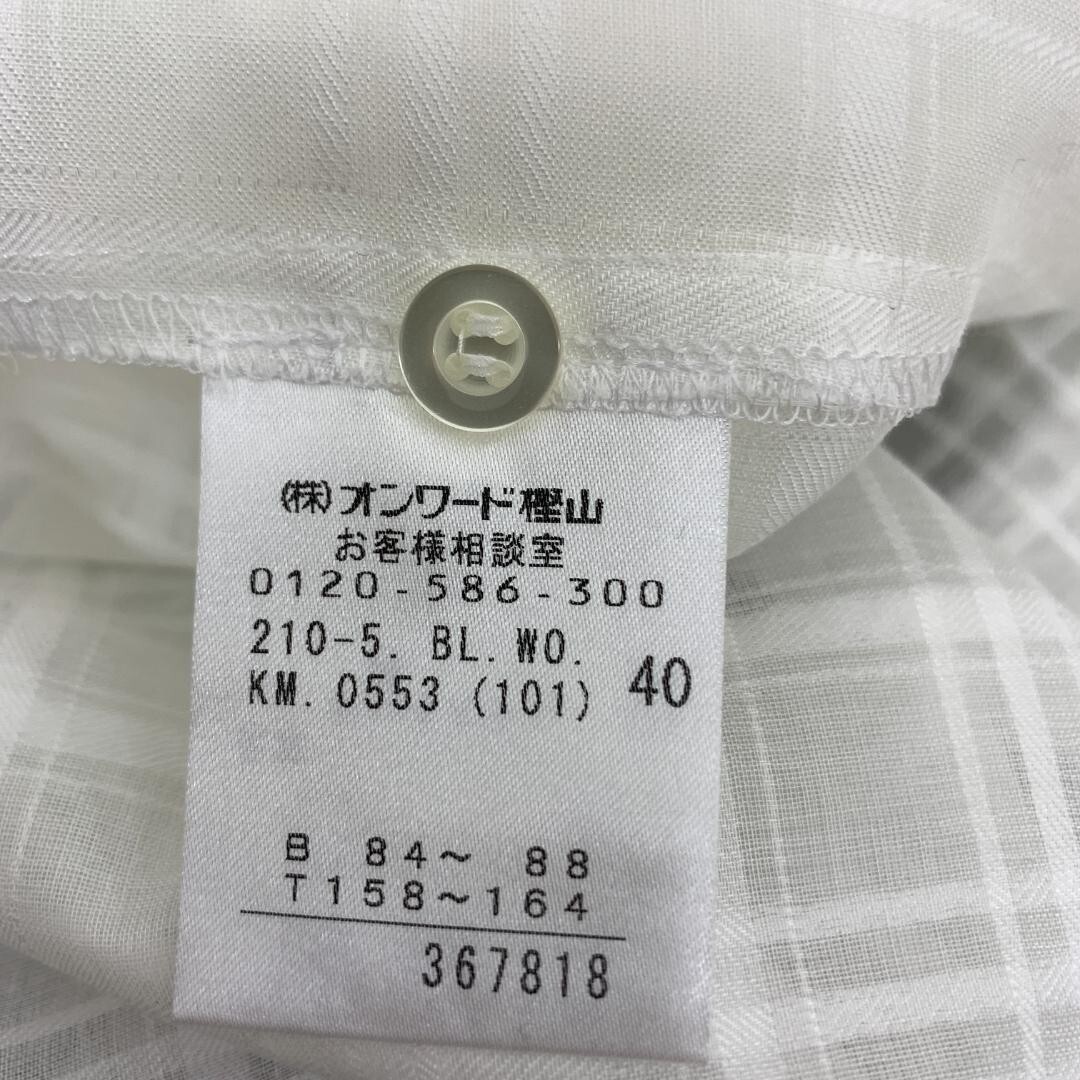 (株)オンワード樫山
お客様相談室
0120-586-300
210-5. BL.WO.
KM. 0553 (101) 40
B 84～ 88
T158～164
367818